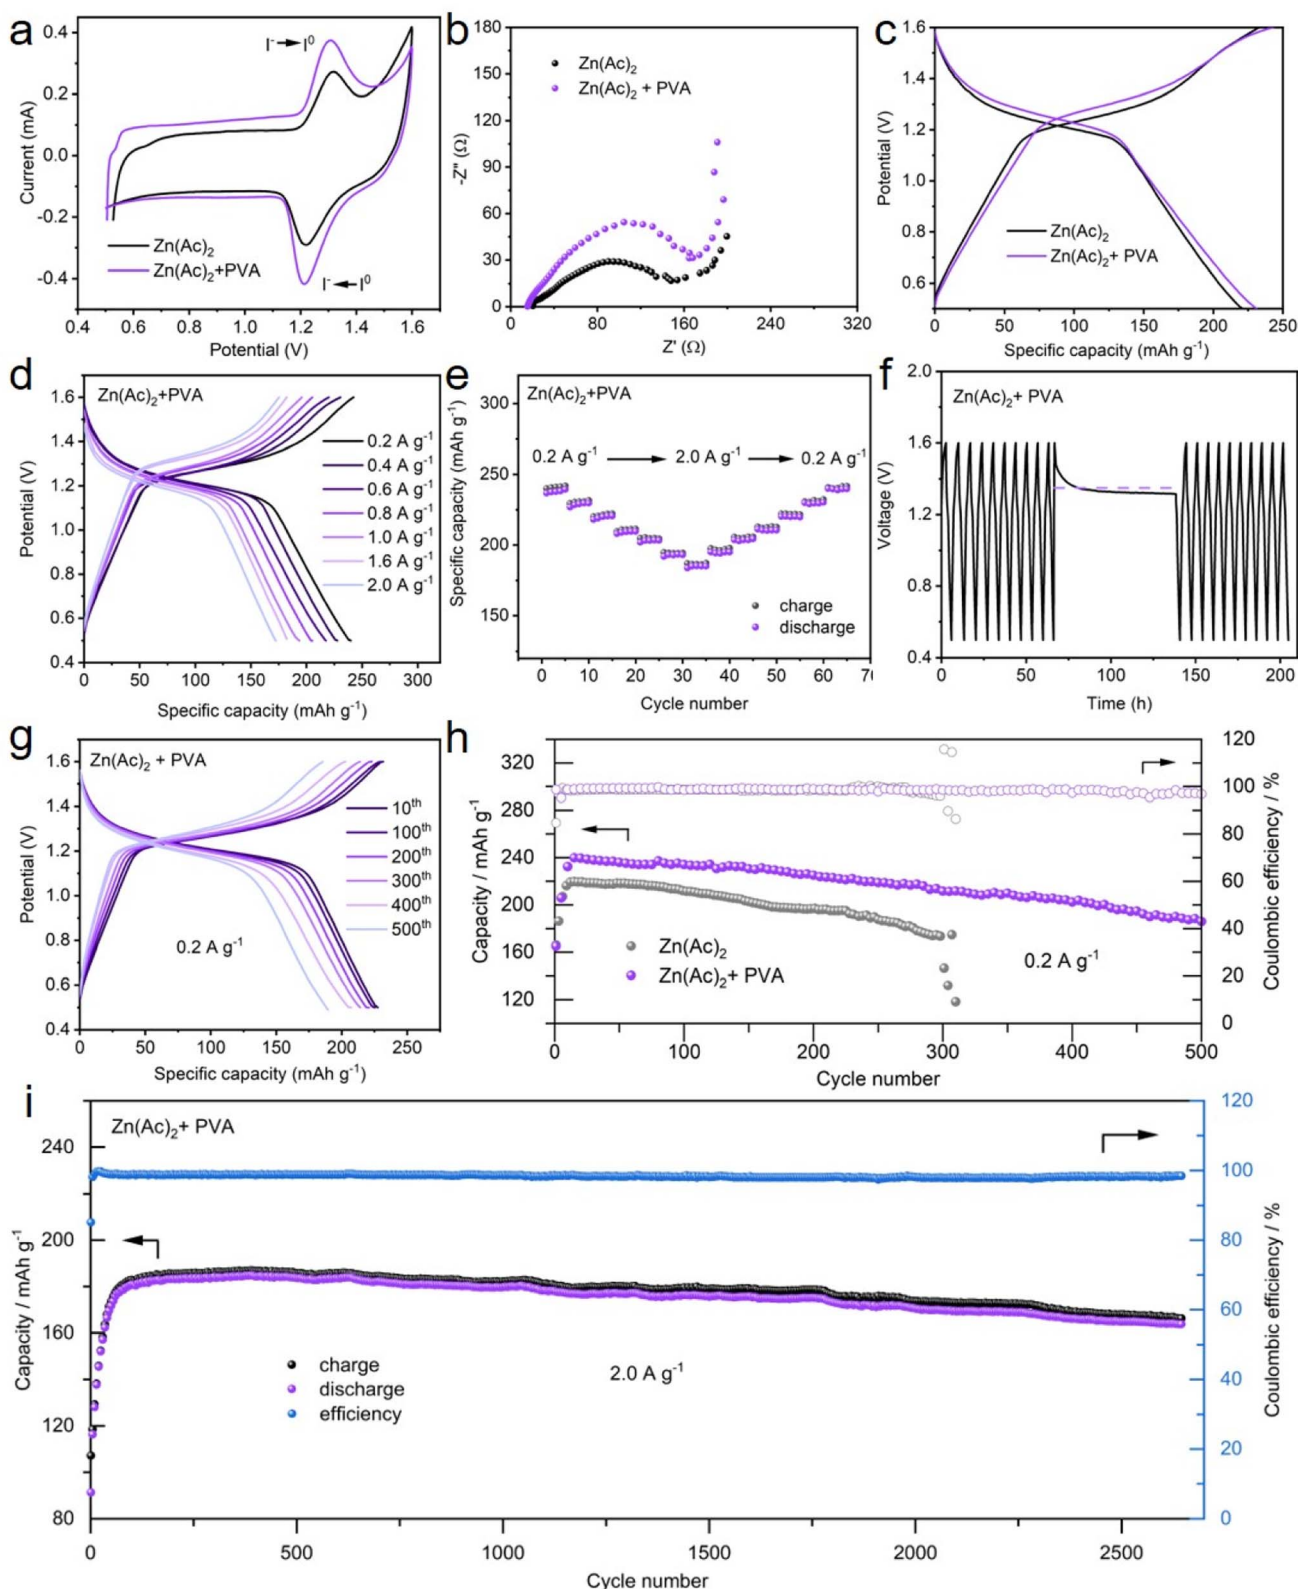 a
0.4
0.2
0.0
-0.2
-0.4
Current (mA)
I⁻ → I⁰
I⁻ ← I⁰
Zn(Ac)₂
Zn(Ac)₂+PVA
0.4 0.6 0.8 1.0 1.2 1.4 1.6
Potential (V)
b
180
150
120
90
60
30
0
-Z" (Ω)
Zn(Ac)₂
Zn(Ac)₂ + PVA
0 80 160 240 320
Z' (Ω)
c
1.6
1.4
1.2
1.0
0.8
0.6
Potential (V)
Zn(Ac)₂
Zn(Ac)₂+ PVA
0 50 100 150 200 250
Specific capacity (mAh g⁻¹)
d
1.6
1.4
1.2
1.0
0.8
0.6
0.4
Potential (V)
Zn(Ac)₂+PVA
0.2 A g⁻¹
0.4 A g⁻¹
0.6 A g⁻¹
0.8 A g⁻¹
1.0 A g⁻¹
1.6 A g⁻¹
2.0 A g⁻¹
0 50 100 150 200 250 300
Specific capacity (mAh g⁻¹)
e
300
250
200
150
Specific capacity (mAh g⁻¹)
Zn(Ac)₂+PVA
0.2 A g⁻¹ → 2.0 A g⁻¹ → 0.2 A g⁻¹
charge
discharge
0 10 20 30 40 50 60 70
Cycle number
f
2.0
1.6
1.2
0.8
0.4
Voltage (V)
Zn(Ac)₂+ PVA
0 50 100 150 200
Time (h)
g
1.6
1.4
1.2
1.0
0.8
0.6
0.4
Potential (V)
Zn(Ac)₂ + PVA
10th
100th
200th
300th
400th
500th
0.2 A g⁻¹
0 50 100 150 200 250
Specific capacity (mAh g⁻¹)
h
320
280
240
200
160
120
Capacity / mAh g⁻¹
Zn(Ac)₂
Zn(Ac)₂+ PVA
0.2 A g⁻¹
120
100
80
60
40
20
0
Coulombic efficiency / %
0 100 200 300 400 500
Cycle number
i
240
200
160
120
80
Capacity / mAh g⁻¹
Zn(Ac)₂+ PVA
charge
discharge
efficiency
2.0 A g⁻¹
120
100
80
60
40
20
0
Coulombic efficiency / %
0 500 1000 1500 2000 2500
Cycle number